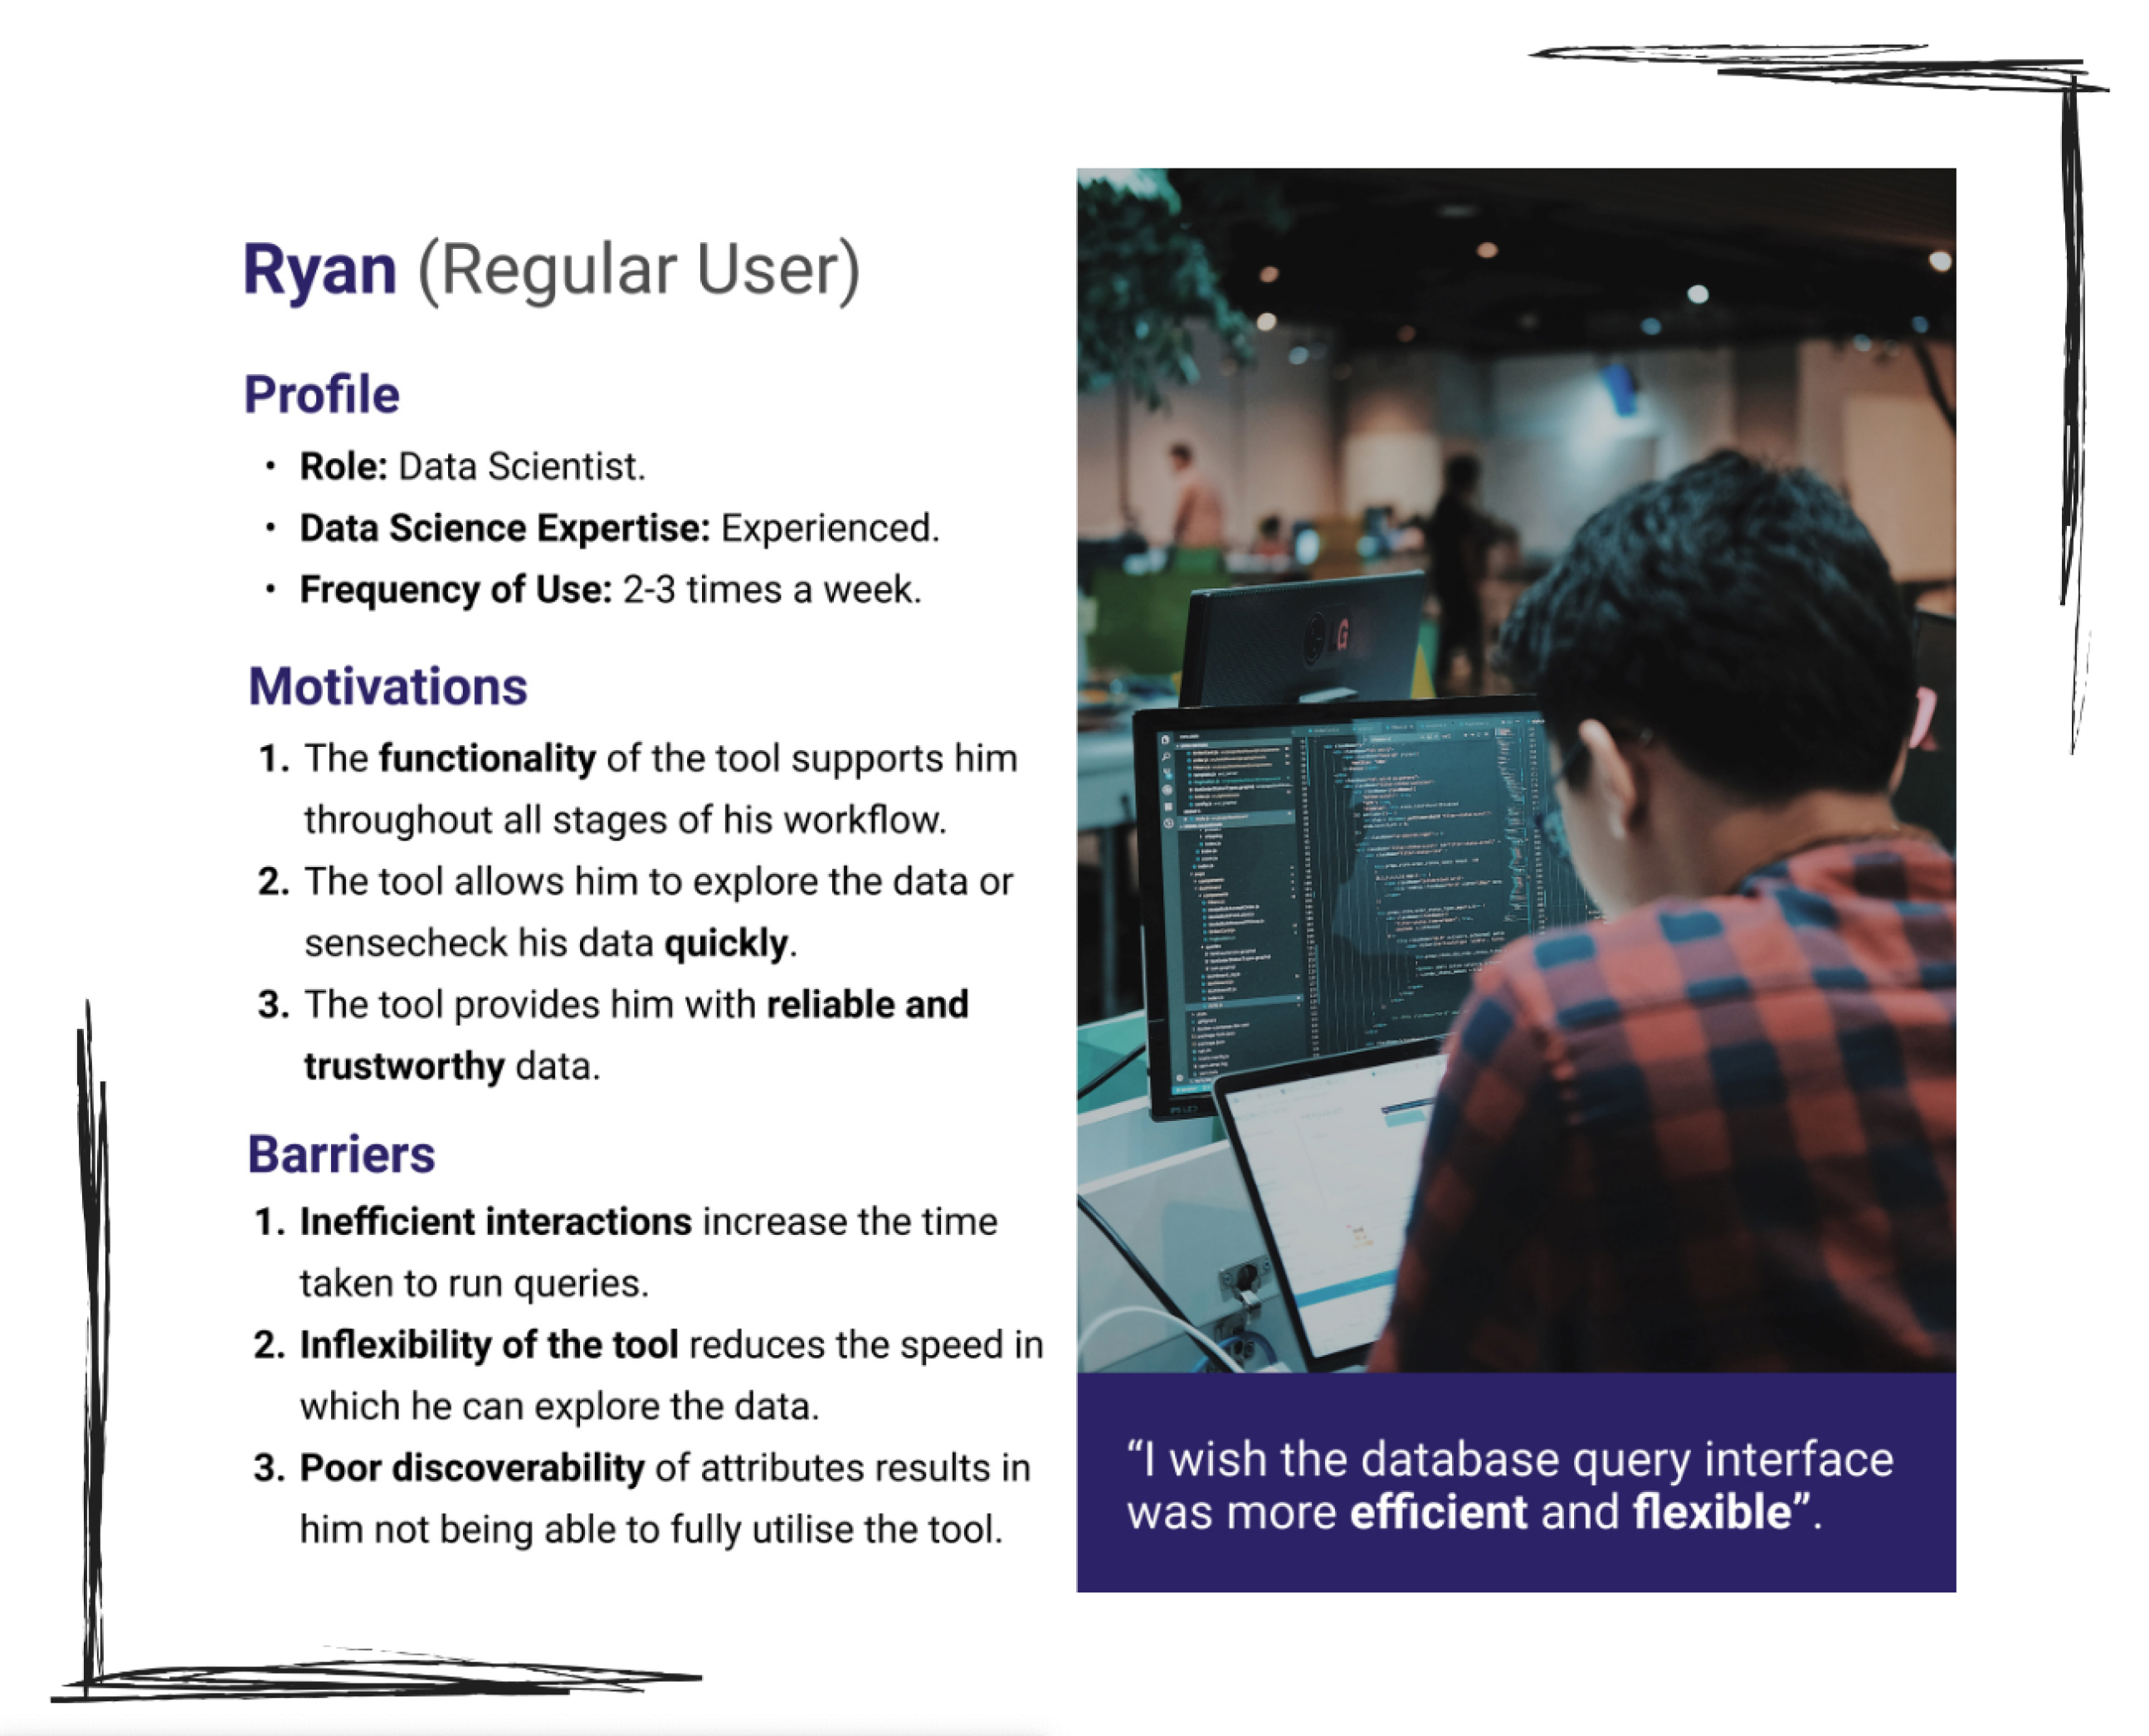 Ryan (Regular User)
Profile
• Role: Data Scientist.
• Data Science Expertise: Experienced.
• Frequency of Use: 2-3 times a week.
Motivations
1. The functionality of the tool supports him
throughout all stages of his workflow.
2. The tool allows him to explore the data or
sensecheck his data quickly.
3. The tool provides him with reliable and
trustworthy data.
Barriers
1. Inefficient interactions increase the time
taken to run queries.
2. Inflexibility of the tool reduces the speed in
which he can explore the data.
3. Poor discoverability of attributes results in
him not being able to fully utilise the tool.
LG
“I wish the database query interface
was more efficient and flexible”.